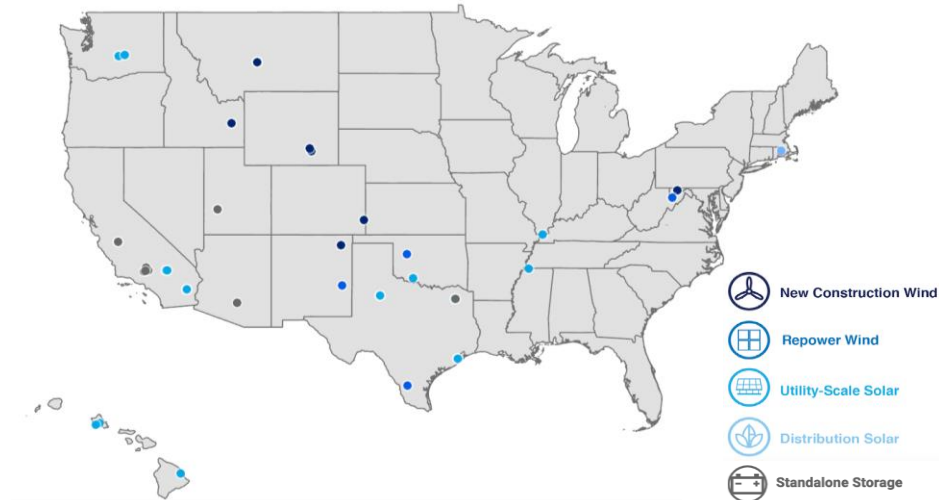 New Construction Wind
Repower Wind
Utility-Scale Solar
Distribution Solar
Standalone Storage